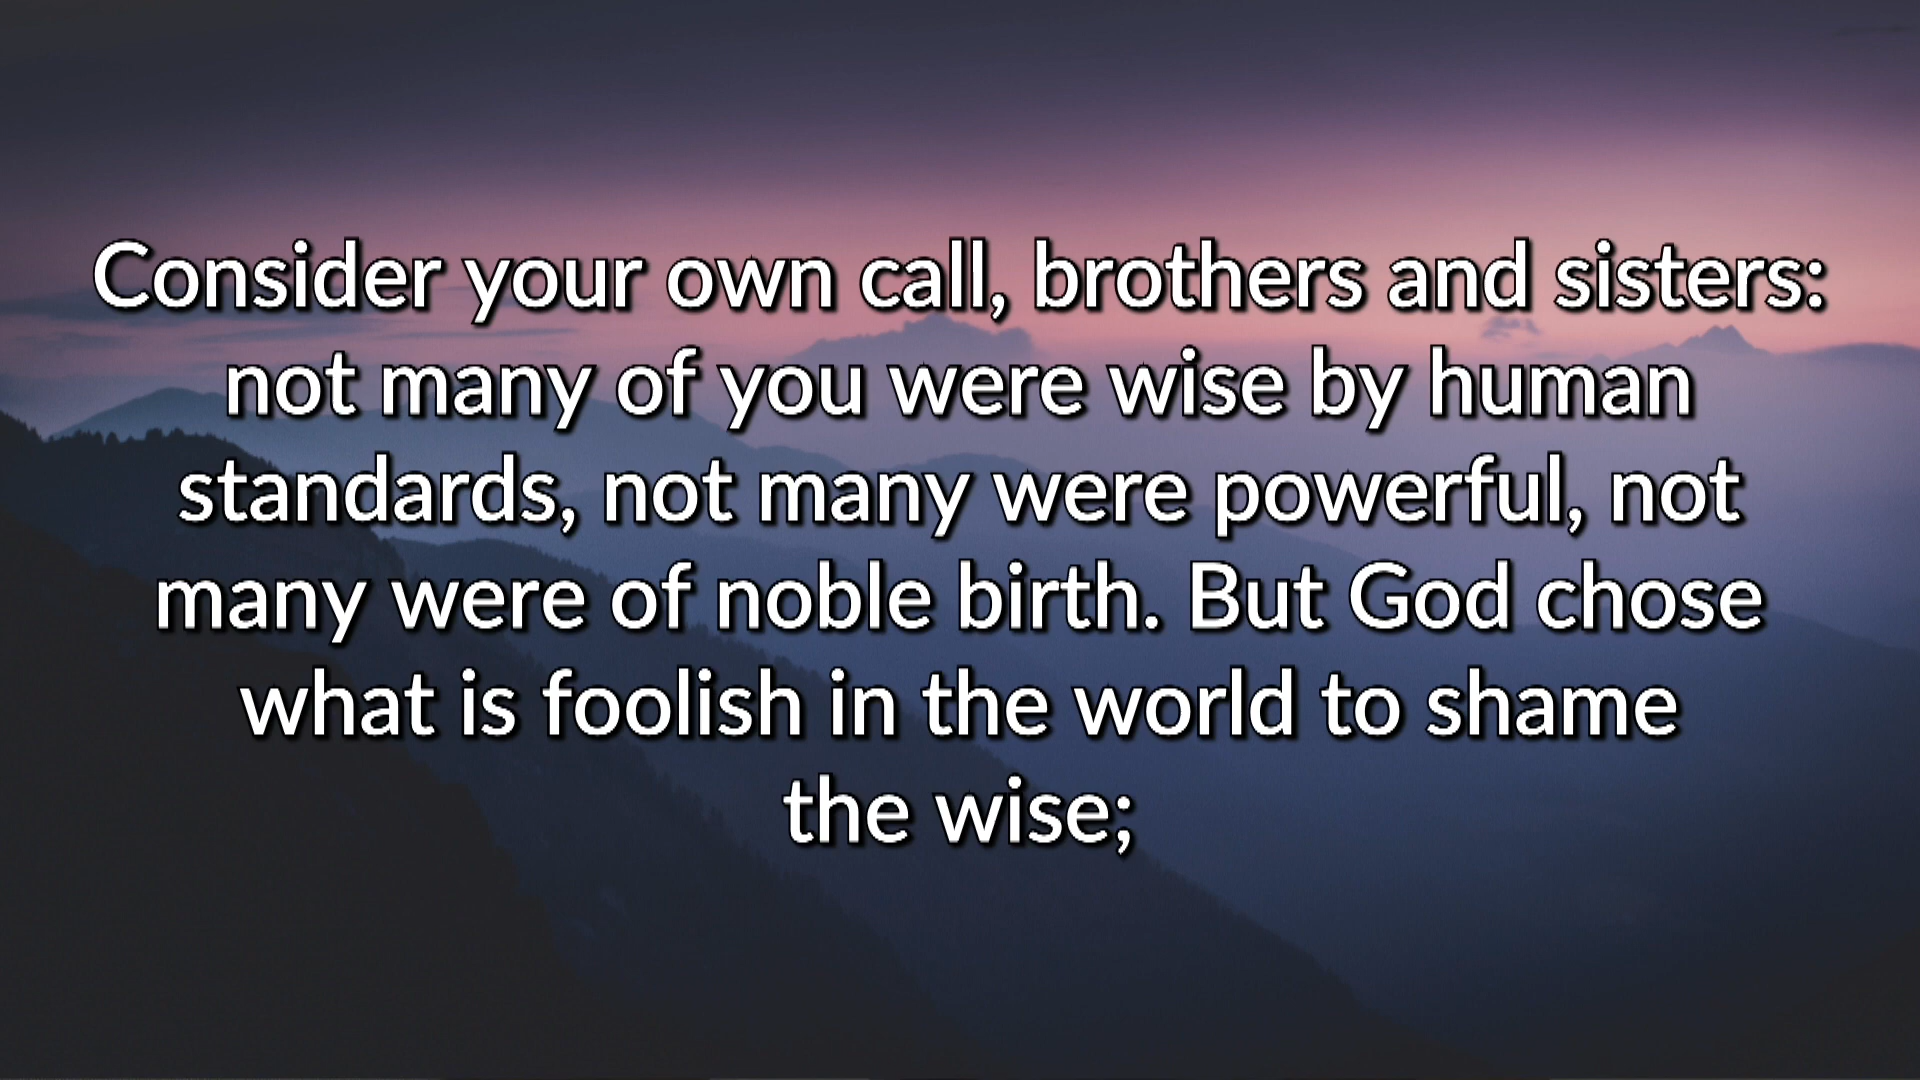 Consider your own call, brothers and sisters:
not many of you were wise by human
standards, not many were powerful, not
many were of noble birth. But God chose
what is foolish in the world to shame
the wise;